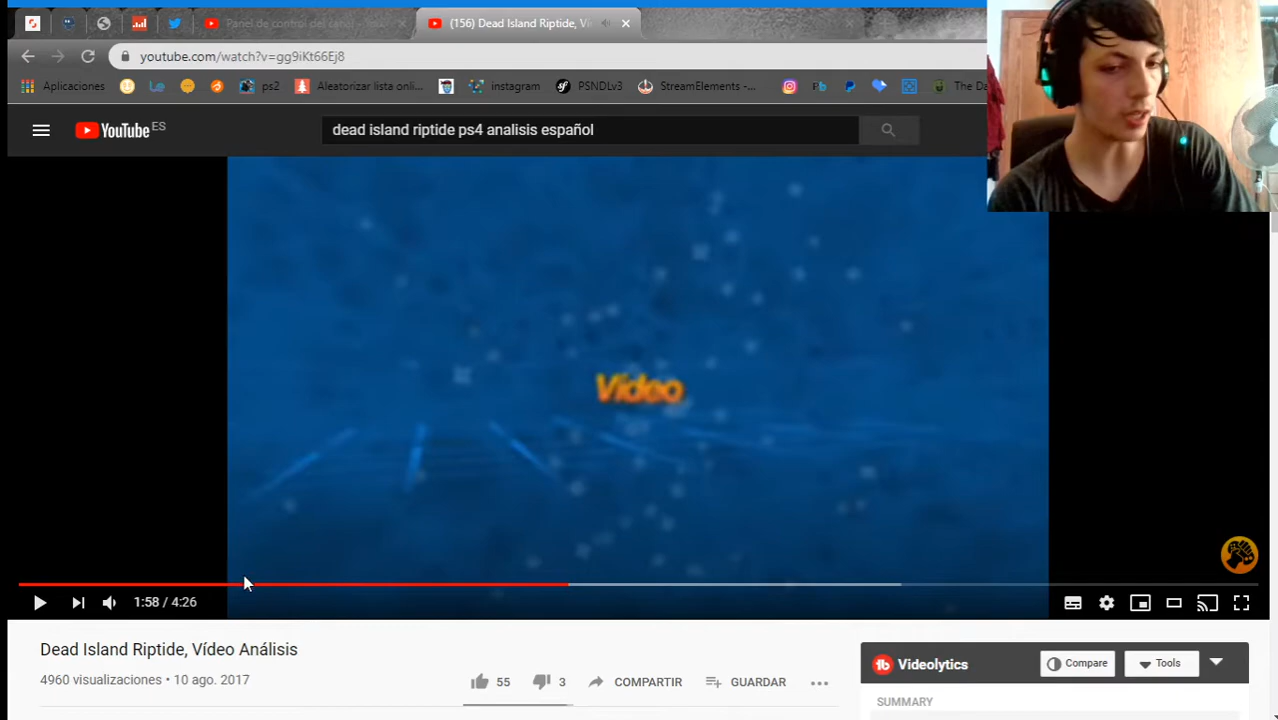 Panel de control del canal - You
(156) Dead Island Riptide, Ví
youtube.com/watch?v=gg9iKt66Ej8
Aplicaciones
ps2
Aleatorizar lista onli...
instagram
PSNDLv3
StreamElements -...
The Da
YouTube ES
dead island riptide ps4 analisis español
Vídeo
1:58 / 4:26
Dead Island Riptide, Vídeo Análisis
4960 visualizaciones • 10 ago. 2017
55
3
COMPARTIR
GUARDAR
Videolytics
Compare
Tools
SUMMARY